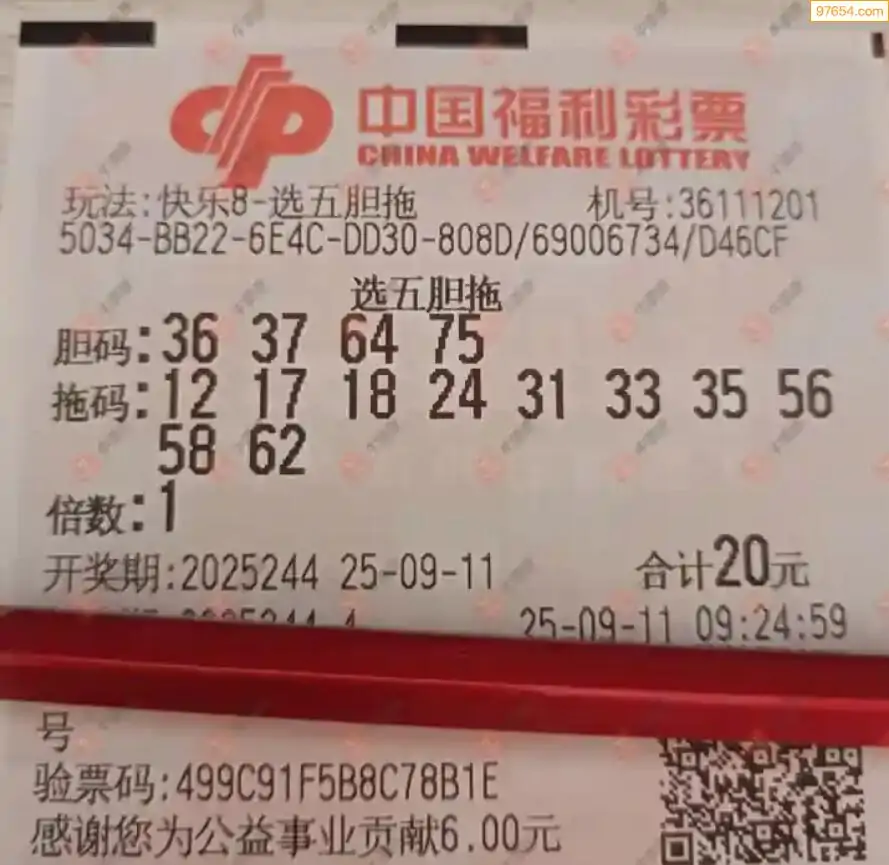 97654.com
中国福利彩票
CHINA WELFARE LOTTERY
玩法:快乐8-选五胆拖 机号:36111201
5034-BB22-6E4C-DD30-808D/69006734/D46CF
选五胆拖
胆码:36 37 64 75
拖码:12 17 18 24 31 33 35 56
58 62
倍数:1
开奖期:2025244 25-09-11 合计20元
25-09-11 09:24:59
号
验票码:499C91F5B8C78B1E
感谢您为公益事业贡献6.00元